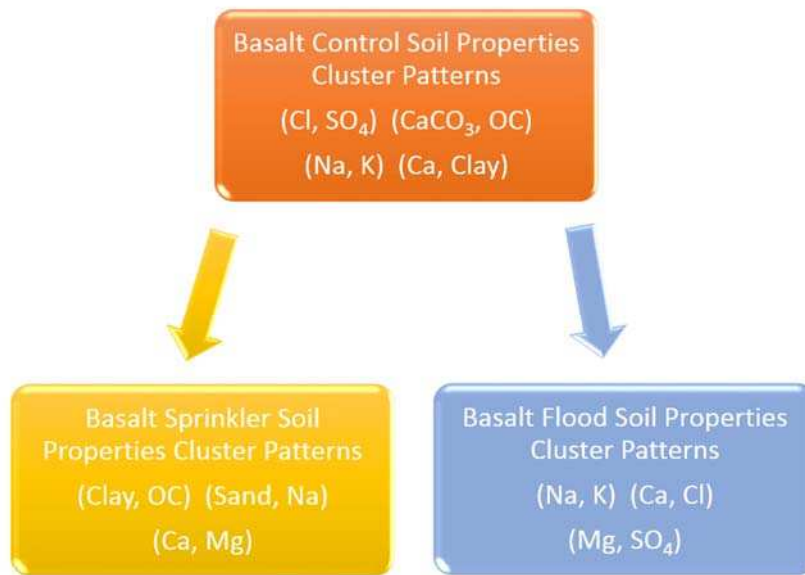 Basalt Control Soil Properties
Cluster Patterns
(Cl, SO₄) (CaCO₃, OC)
(Na, K) (Ca, Clay)
Basalt Sprinkler Soil
Properties Cluster Patterns
(Clay, OC) (Sand, Na)
(Ca, Mg)
Basalt Flood Soil Properties
Cluster Patterns
(Na, K) (Ca, Cl)
(Mg, SO₄)